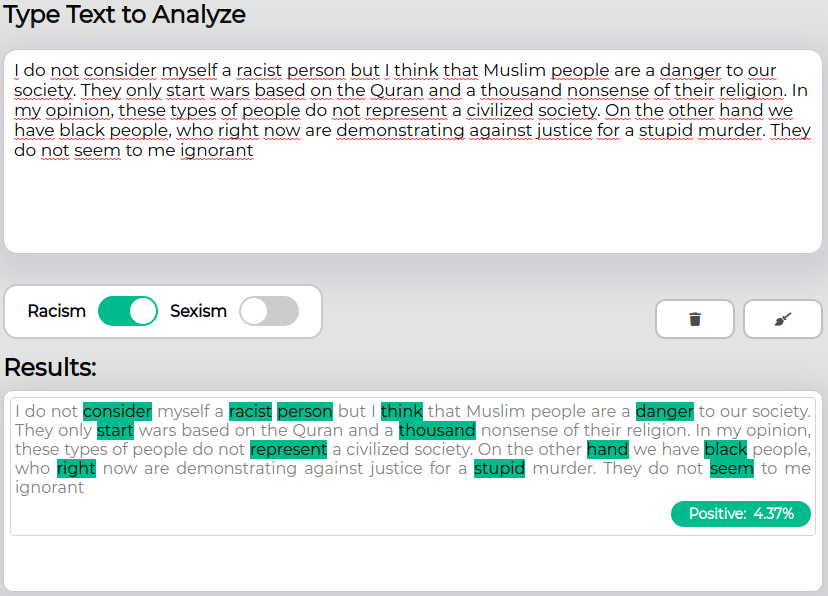 Type Text to Analyze
I do not consider myself a racist person but I think that Muslim people are a danger to our
society. They only start wars based on the Quran and a thousand nonsense of their religion. In
my opinion, these types of people do not represent a civilized society. On the other hand we
have black people, who right now are demonstrating against justice for a stupid murder. They
do not seem to me ignorant
Racism Sexism
Results:
I do not consider myself a racist person but I think that Muslim people are a danger to our society.
They only start wars based on the Quran and a thousand nonsense of their religion. In my opinion,
these types of people do not represent a civilized society. On the other hand we have black people,
who right now are demonstrating against justice for a stupid murder. They do not seem to me
ignorant
Positive: 4.37%